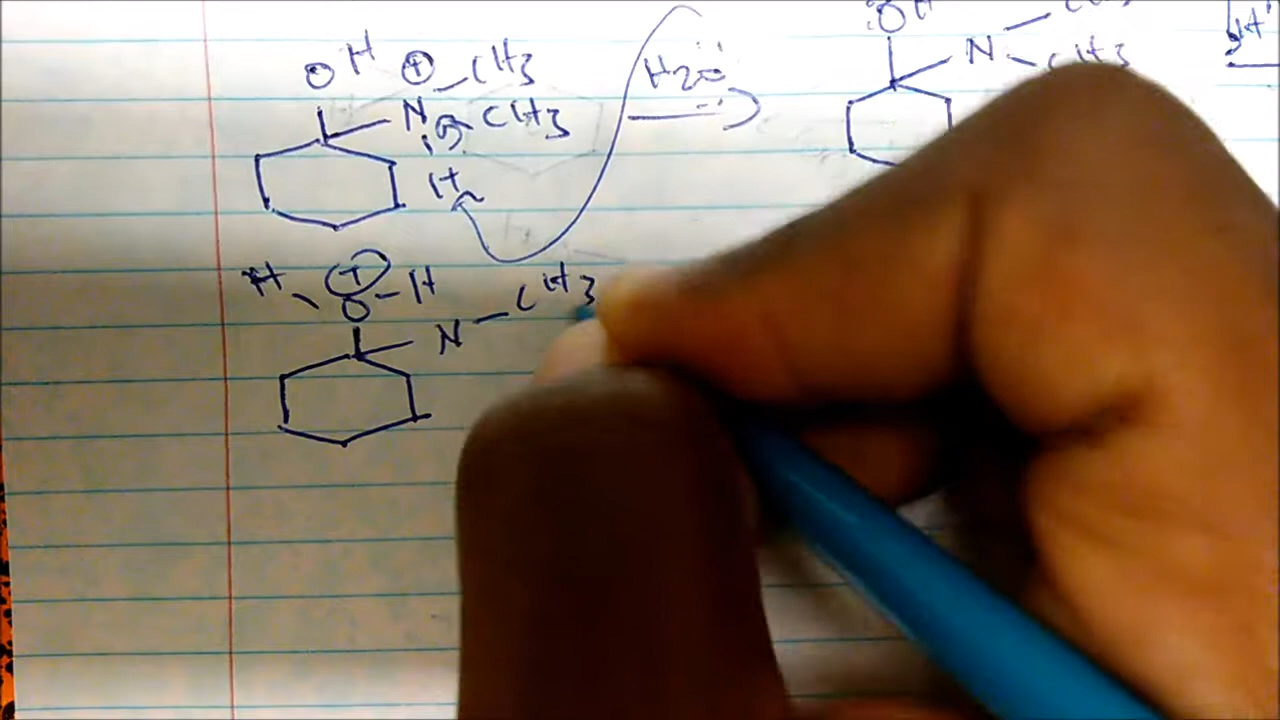 OH ⊕ CH3
N CH3
H
H2O
OH
N CH3
H+
H ⊕
O-H
N CH3